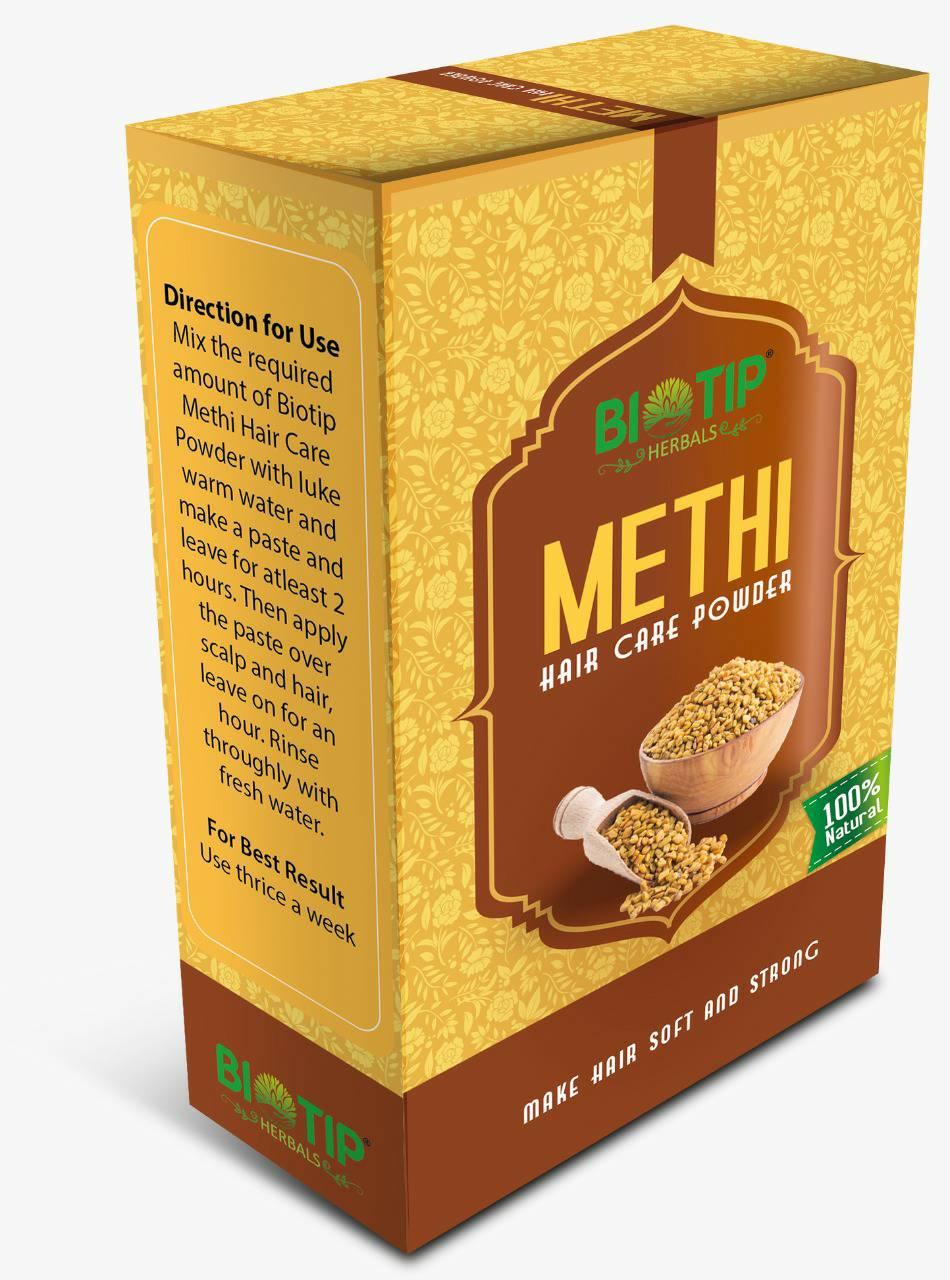 METHI HAIR CARE POWDER
Direction for Use
Mix the required
amount of Biotip
Methi Hair Care
Powder with luke
warm water and
make a paste and
leave for atleast 2
hours. Then apply
the paste over
scalp and hair,
leave on for an
hour. Rinse
throughly with
fresh water.
For Best Result
Use thrice a week
BIOTIP®
HERBALS
BIOTIP®
HERBALS
METHI
HAIR CARE POWDER
100%
Natural
MAKE HAIR SOFT AND STRONG